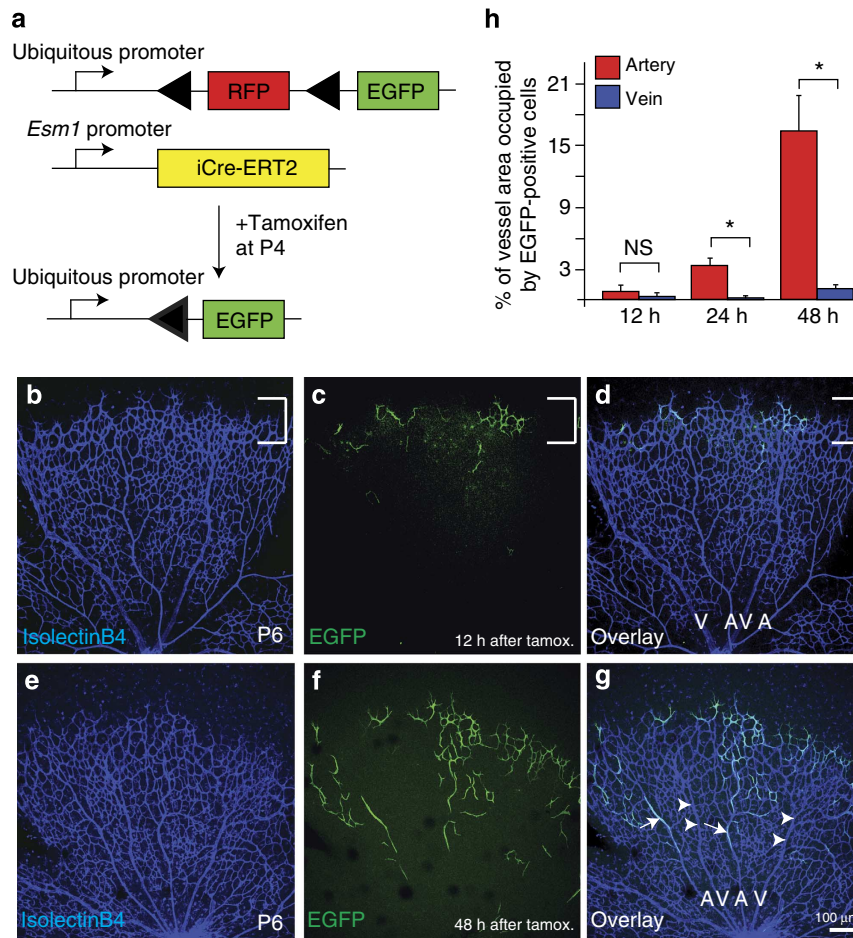 a
Ubiquitous promoter
RFP
EGFP
Esm1 promoter
iCre-ERT2
+Tamoxifen
at P4
Ubiquitous promoter
EGFP
h
% of vessel area occupied
by EGFP-positive cells
21
15
9
3
Artery
Vein
NS
*
*
12 h
24 h
48 h
b
IsolectinB4
P6
c
EGFP
12 h after tamox.
d
Overlay
V AV A
e
IsolectinB4
P6
f
EGFP
48 h after tamox.
g
Overlay
AV A V
100 μm